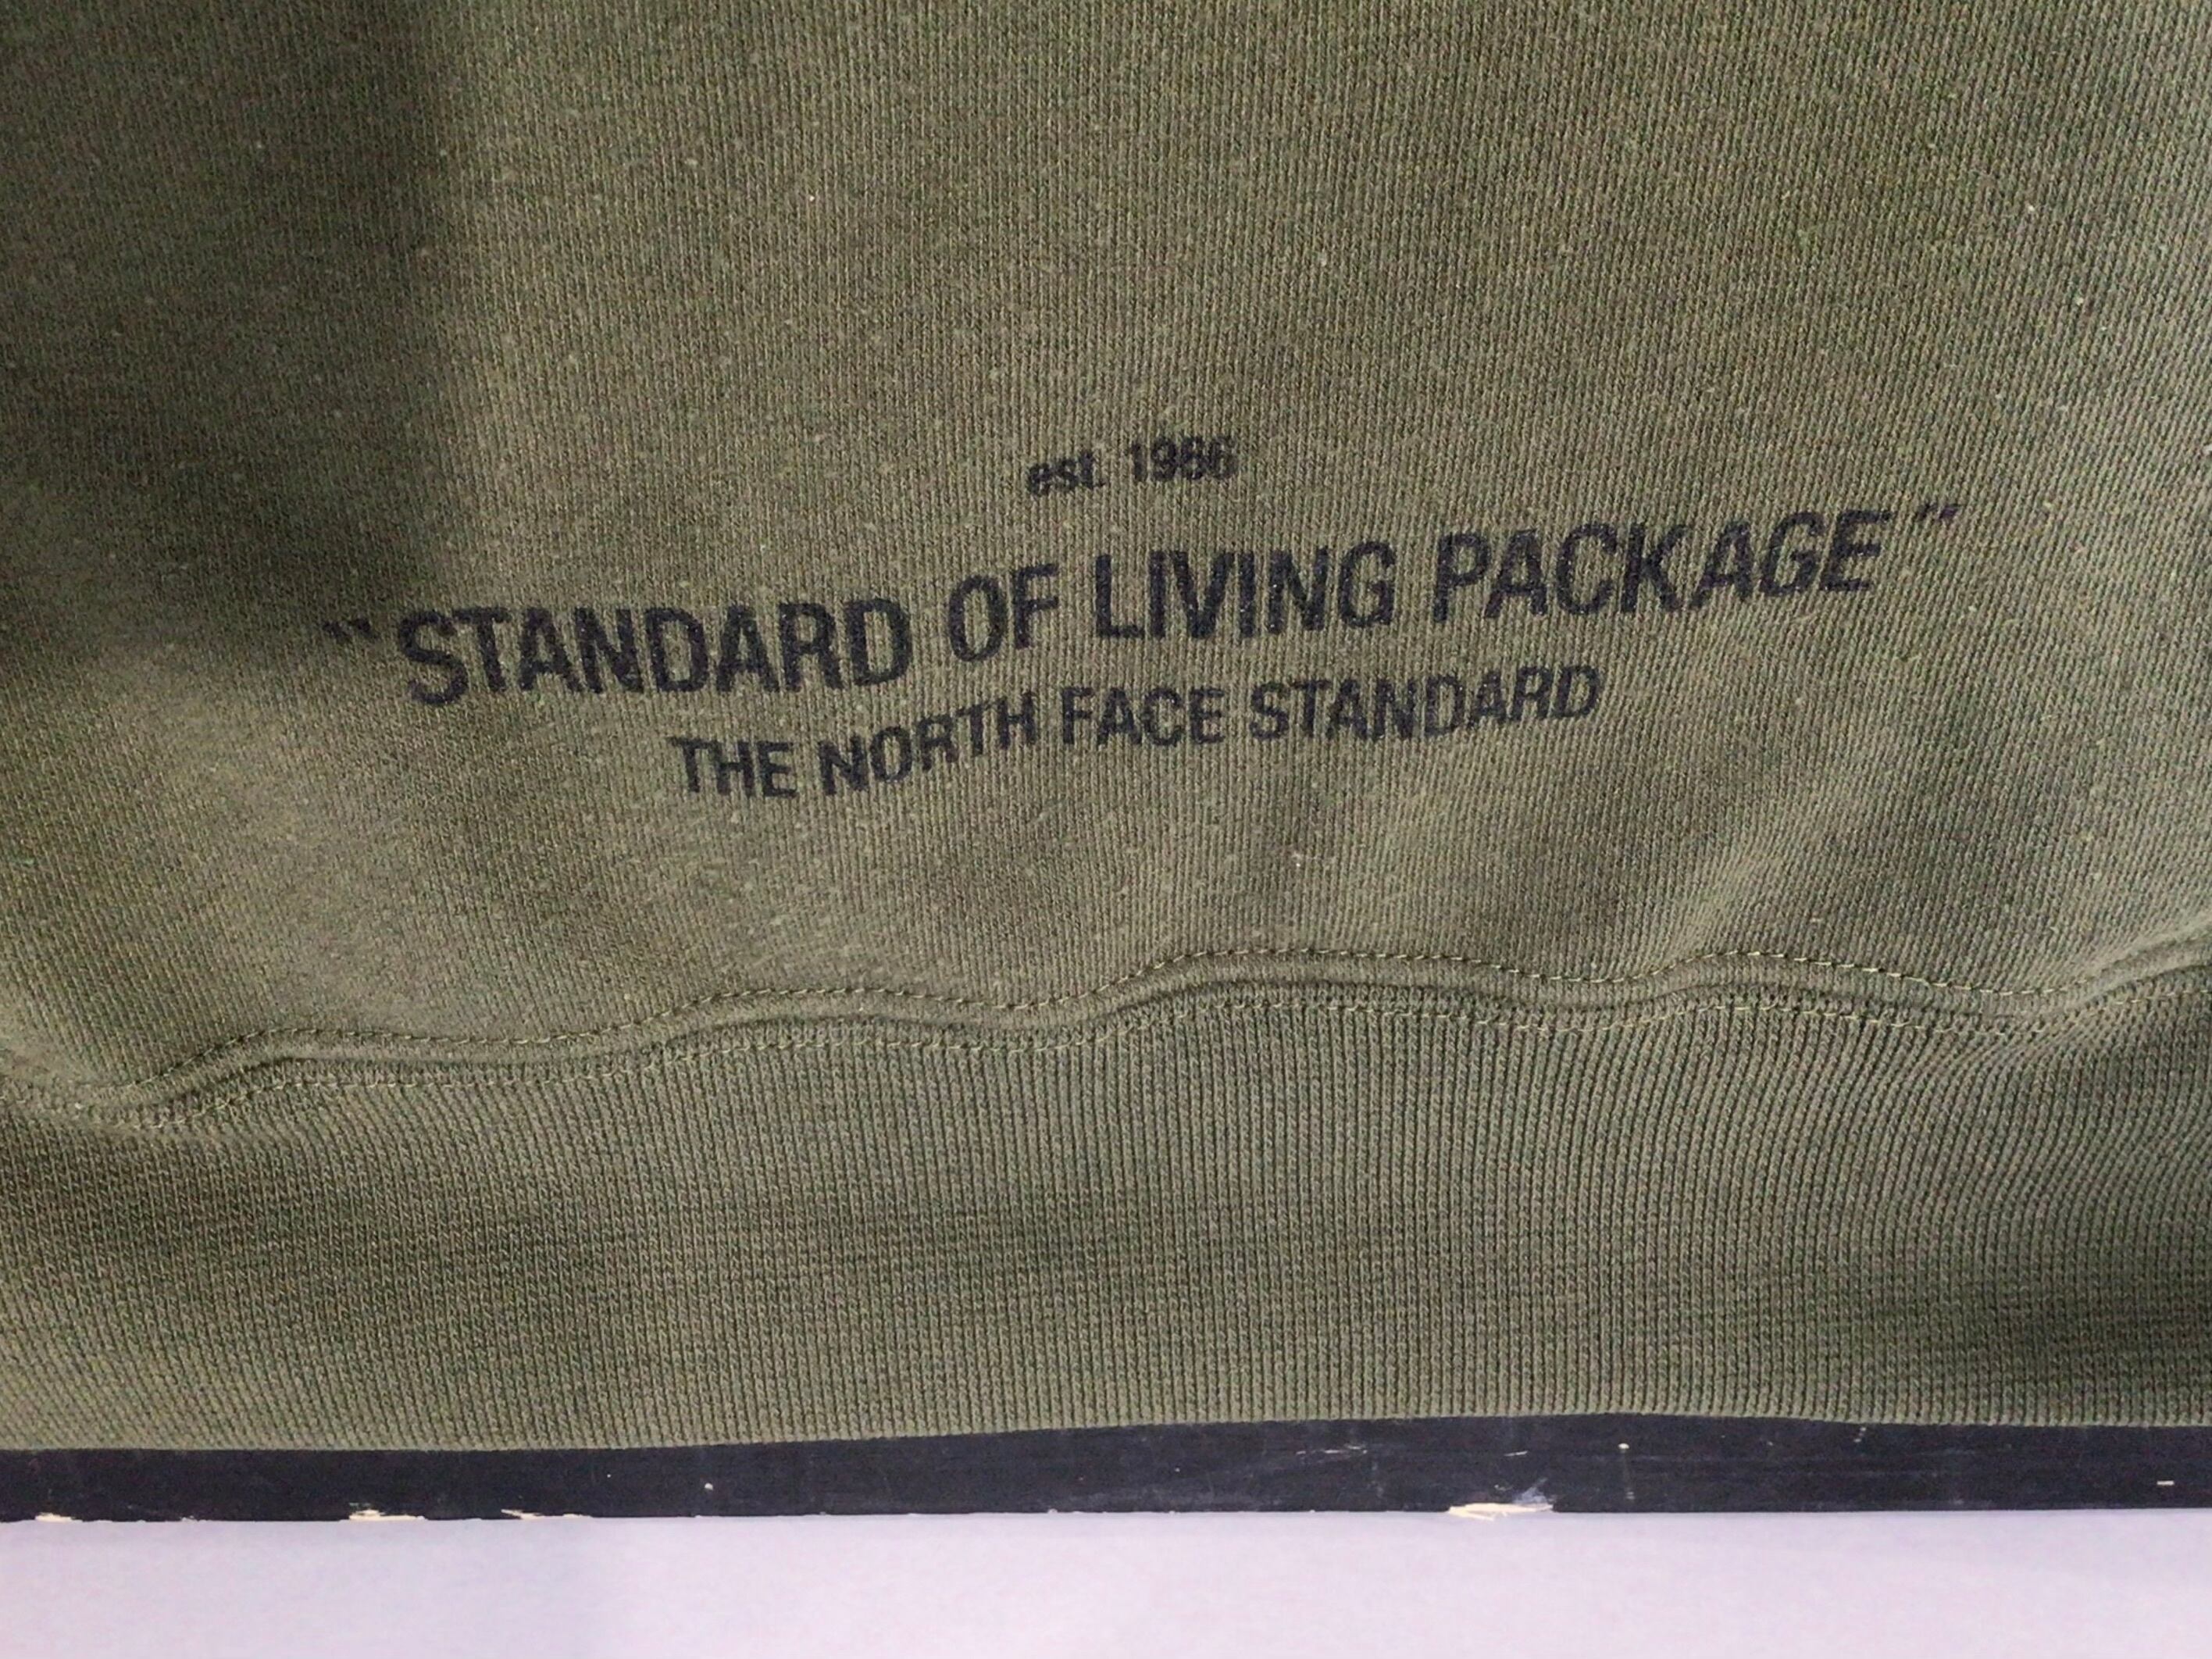 est. 1966
"STANDARD OF LIVING PACKAGE"
THE NORTH FACE STANDARD